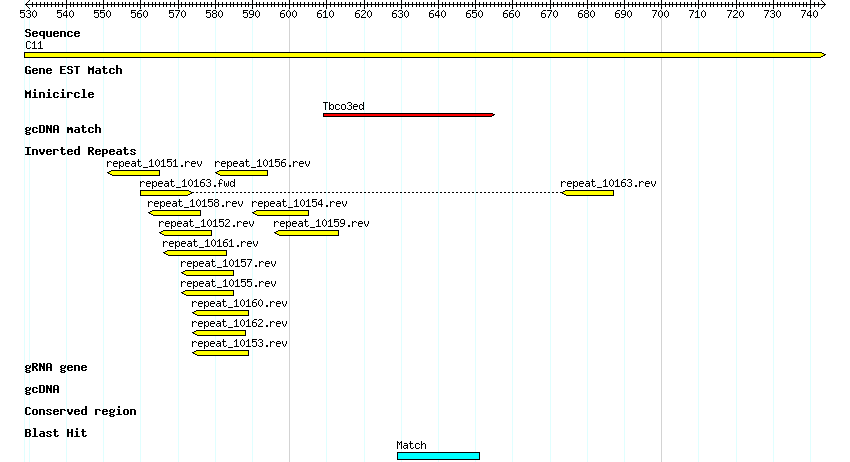 530 540 550 560 570 580 590 600 610 620 630 640 650 660 670 680 690 700 710 720 730 740
Sequence
C11
Gene EST Match
Minicircle
Tbco3ed
gcDNA match
Inverted Repeats
repeat_10151.rev repeat_10156.rev
repeat_10163.fwd repeat_10163.rev
repeat_10158.rev repeat_10154.rev
repeat_10152.rev repeat_10159.rev
repeat_10161.rev
repeat_10157.rev
repeat_10155.rev
repeat_10160.rev
repeat_10162.rev
repeat_10153.rev
gRNA gene
gcDNA
Conserved region
Blast Hit
Match